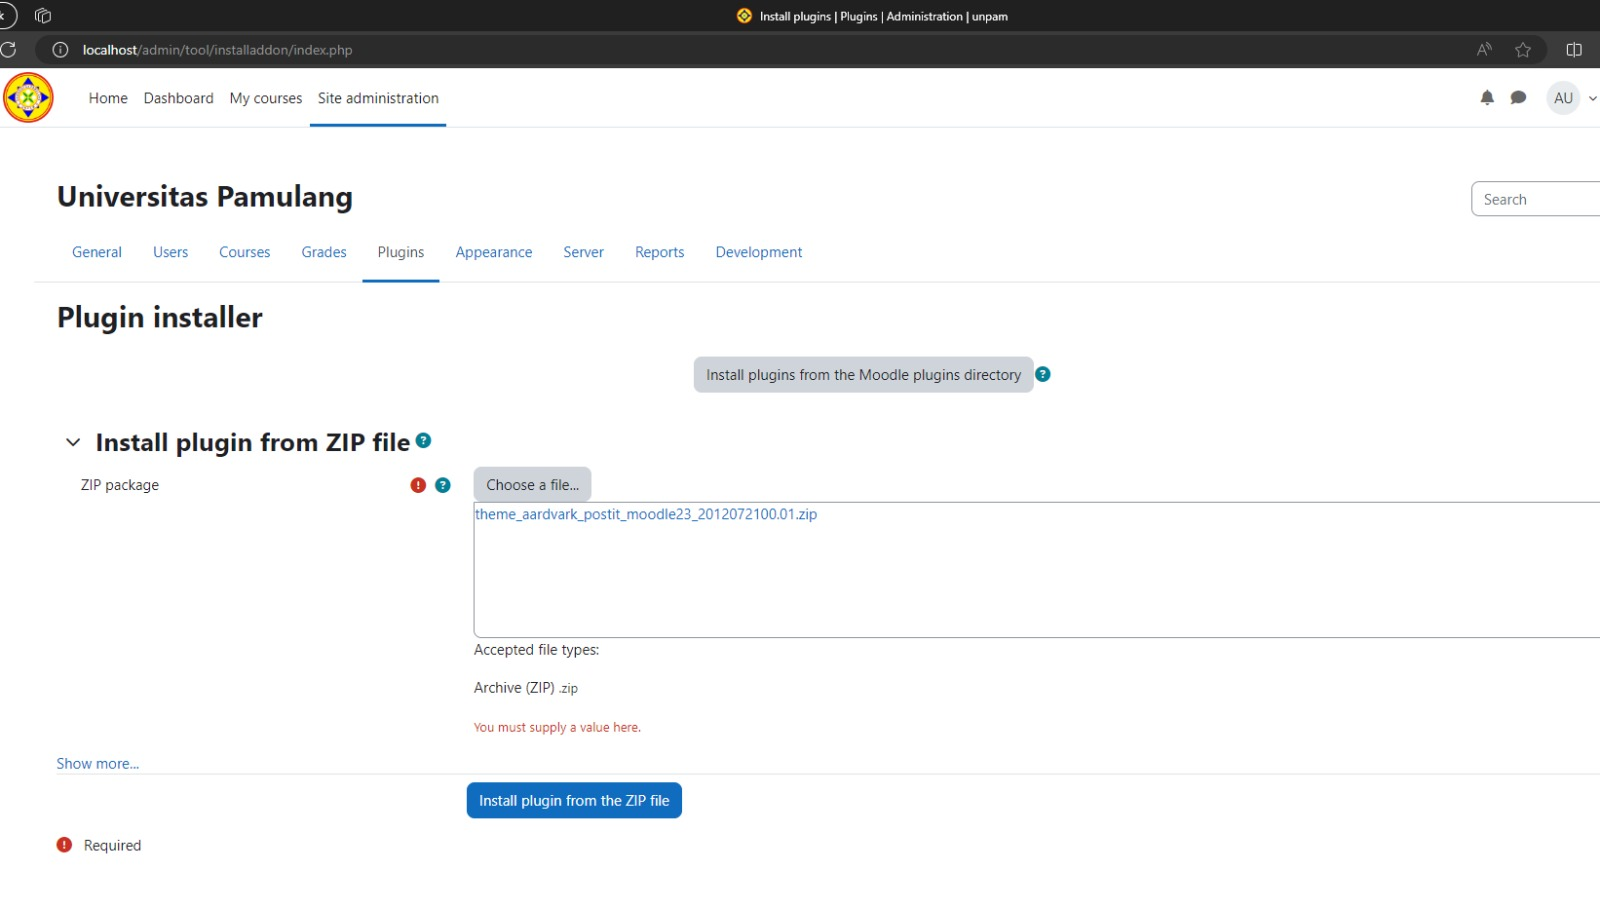 Install plugins | Plugins | Administration | unpam
localhost/admin/tool/installaddon/index.php
Home Dashboard My courses Site administration
AU
Universitas Pamulang
Search
General Users Courses Grades Plugins Appearance Server Reports Development
Plugin installer
Install plugins from the Moodle plugins directory ?
Install plugin from ZIP file ?
ZIP package ! ? Choose a file...
theme_aardvark_postit_moodle23_2012072100.01.zip
Accepted file types:
Archive (ZIP) .zip
You must supply a value here.
Show more...
Install plugin from the ZIP file
! Required